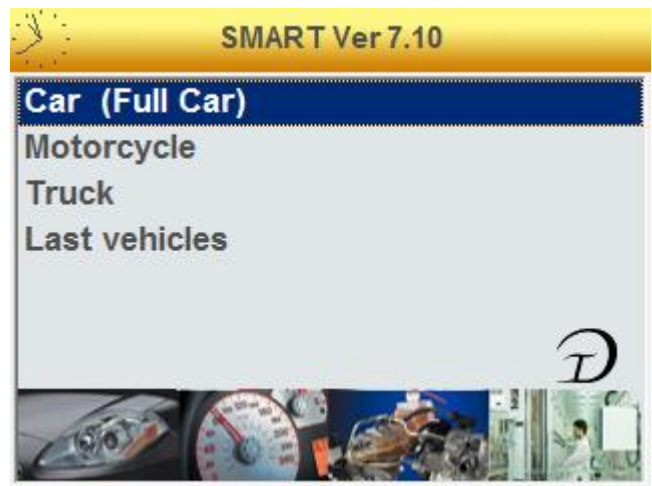 SMART Ver 7.10
Car (Full Car)
Motorcycle
Truck
Last vehicles